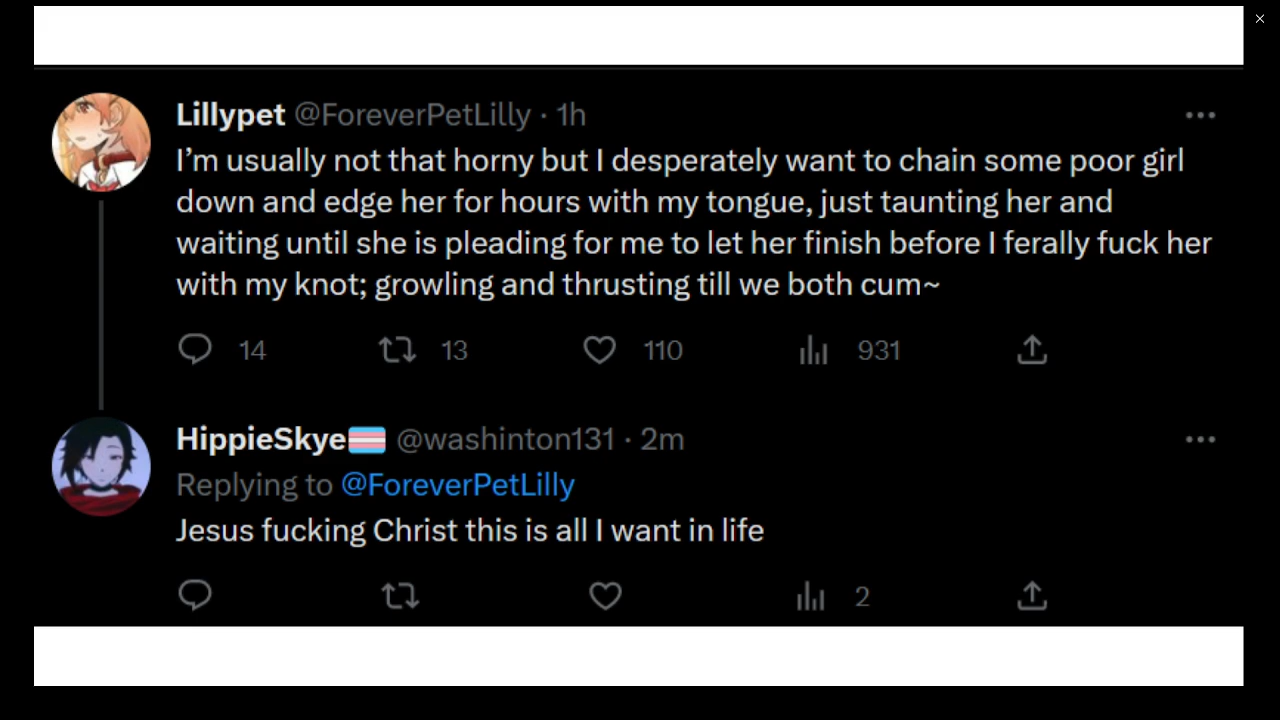 Lillypet @ForeverPetLilly · 1h
I’m usually not that horny but I desperately want to chain some poor girl
down and edge her for hours with my tongue, just taunting her and
waiting until she is pleading for me to let her finish before I ferally fuck her
with my knot; growling and thrusting till we both cum~
14 13 110 931
HippieSkye @washinton131 · 2m
Replying to @ForeverPetLilly
Jesus fucking Christ this is all I want in life
2